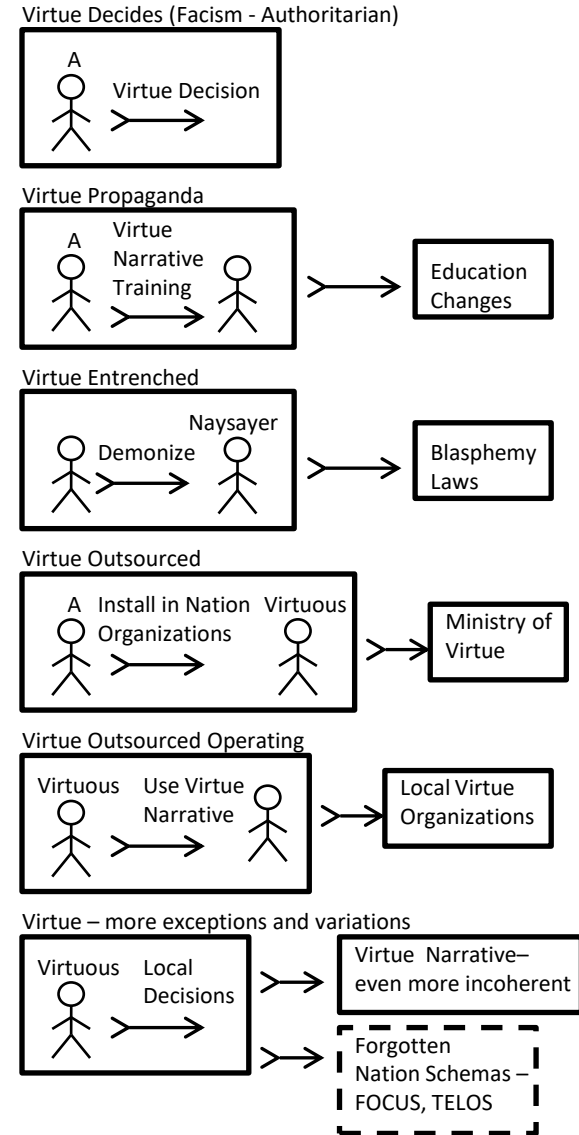 Virtue Decides (Facism - Authoritarian)
A
Virtue Decision
Virtue Propaganda
A
Virtue
Narrative
Training
Education
Changes
Virtue Entrenched
Naysayer
Demonize
Blasphemy
Laws
Virtue Outsourced
A
Install in Nation
Organizations
Virtuous
Ministry of
Virtue
Virtue Outsourced Operating
Virtuous
Use Virtue
Narrative
Local Virtue
Organizations
Virtue – more exceptions and variations
Virtuous
Local
Decisions
Virtue Narrative–
even more incoherent
Forgotten
Nation Schemas –
FOCUS, TELOS